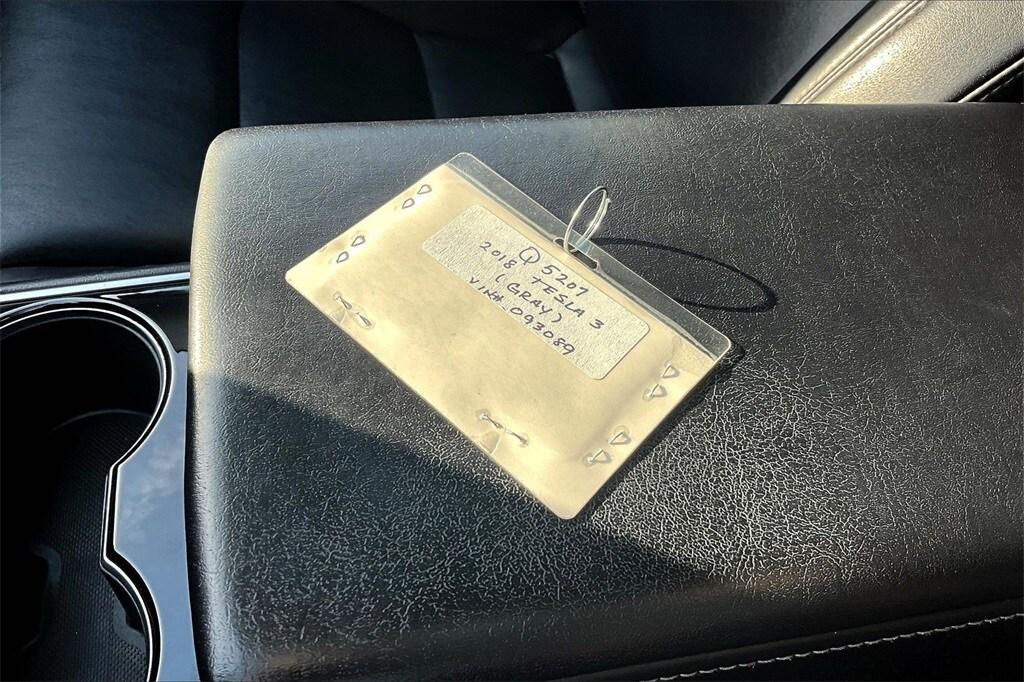 Q 5207
2018 TESLA 3
(GRAY)
VIN# 093089